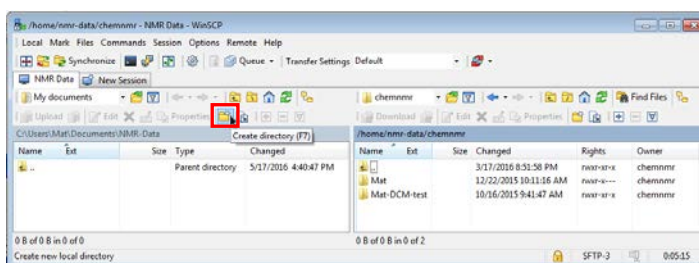 /home/nmr-data/chemnmr - NMR Data - WinSCP
Local Mark Files Commands Session Options Remote Help
Synchronize Queue Transfer Settings Default
NMR Data New Session
My documents chemnmr Find Files
Upload Edit Properties Download Edit Properties
C:\Users\Mat\Documents\NMR-Data Create directory (F7) /home/nmr-data/chemnmr
Name Ext Size Type Changed Name Ext Size Changed Rights Owner
.. Parent directory 5/17/2016 4:40:47 PM .. 3/17/2016 8:51:58 PM rwxr-xr-x chemnmr
Mat 12/22/2015 10:11:16 AM rwxr-x--- chemnmr
Mat-DCM-test 10/16/2015 9:41:47 AM rwxr-xr-x chemnmr
0 B of 0 B in 0 of 0 0 B of 0 B in 0 of 2
Create new local directory SFTP-3 0:05:15